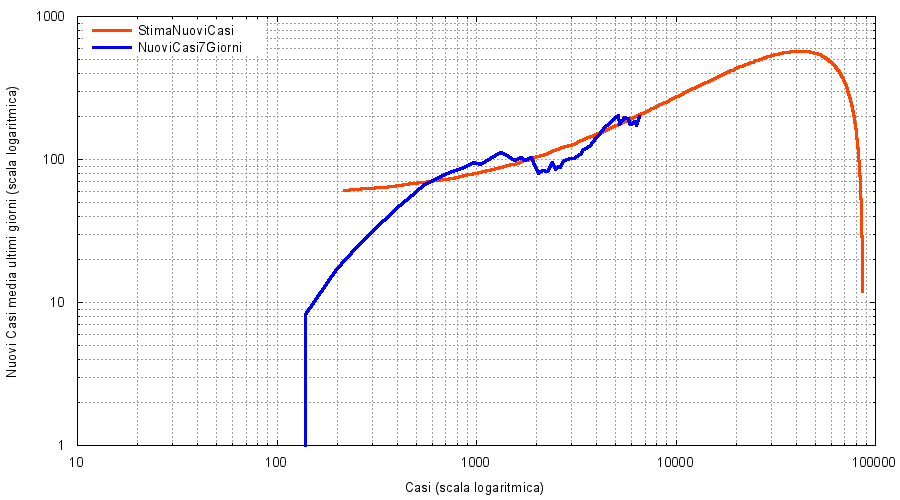 1000
100
10
1
StimaNuoviCasi
NuoviCasi7Giorni
Nuovi Casi media ultimi giorni (scala logaritmica)
10 100 1000 10000 100000
Casi (scala logaritmica)